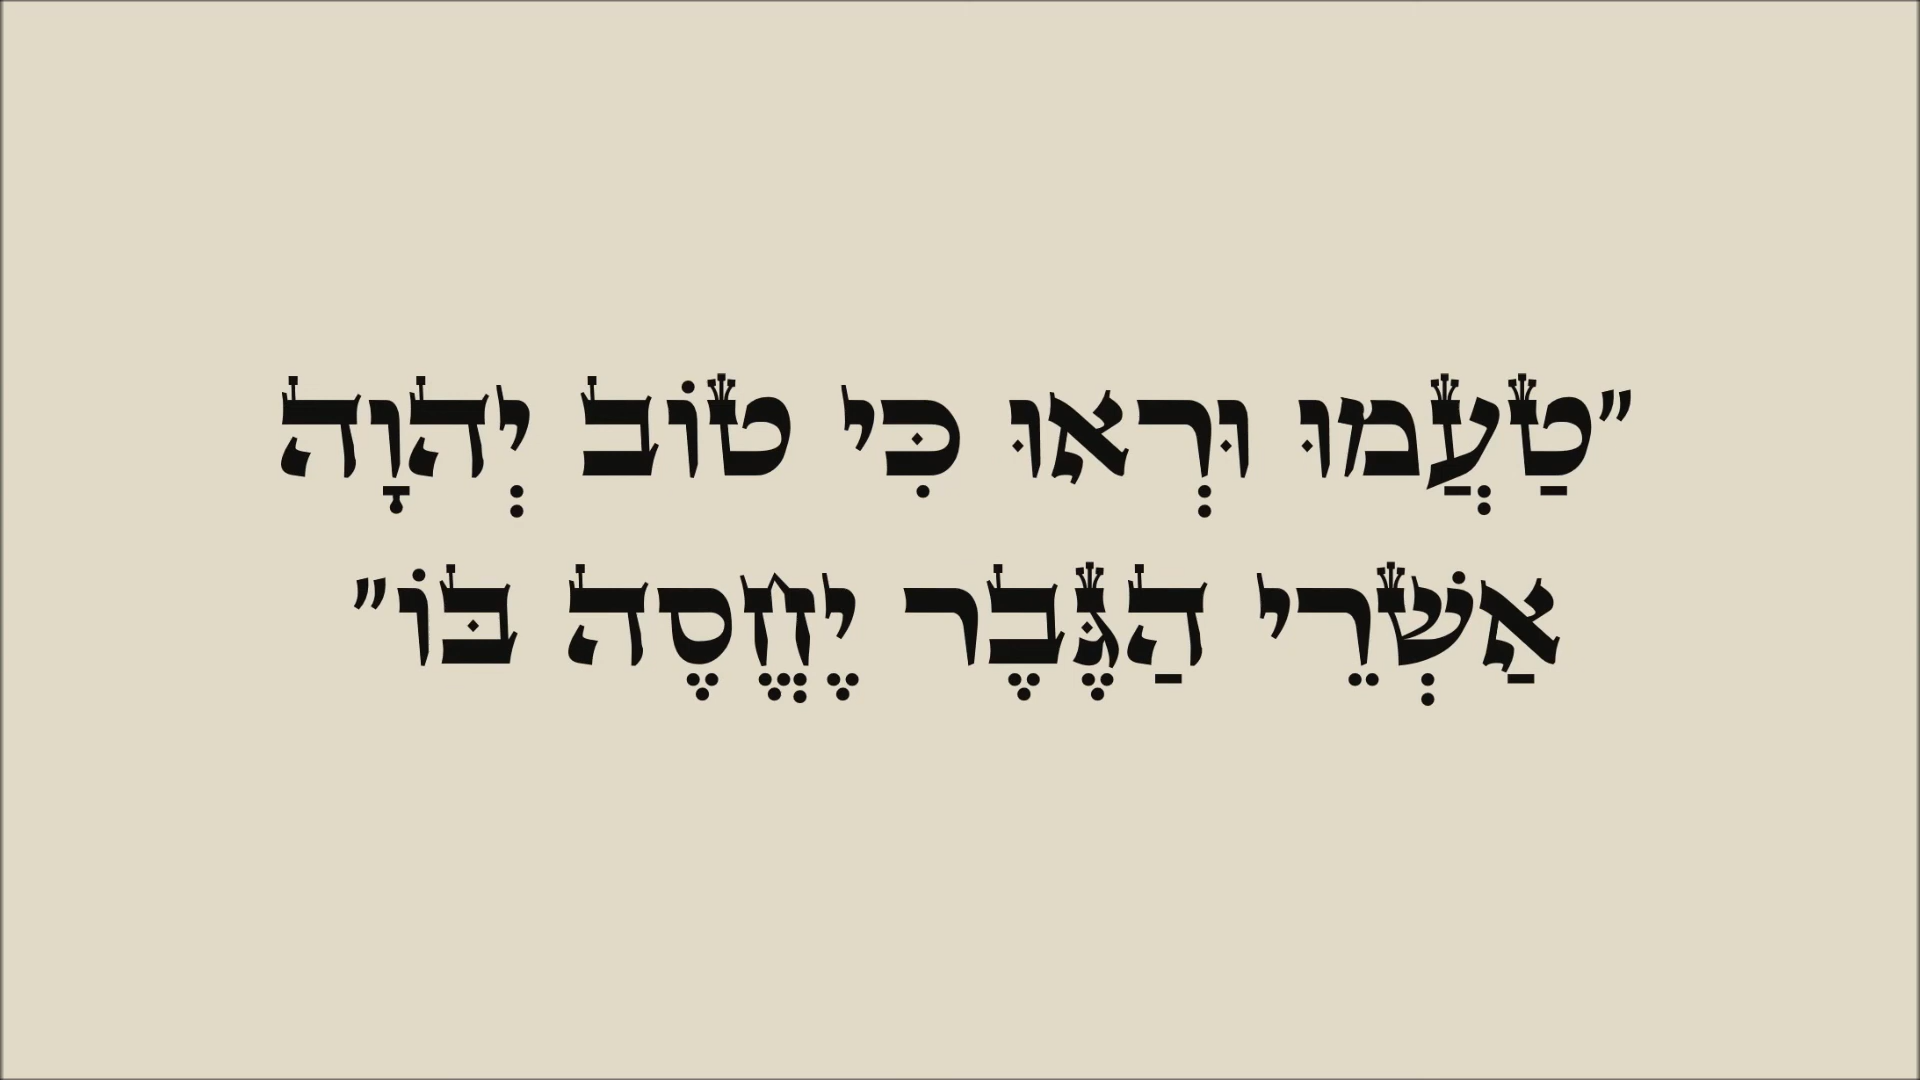 "טַעֲמוּ וּרְאוּ כִּי טוֹב יְהוָה
אַשְׁרֵי הַגֶּבֶר יֶחֱסֶה בּוֹ"